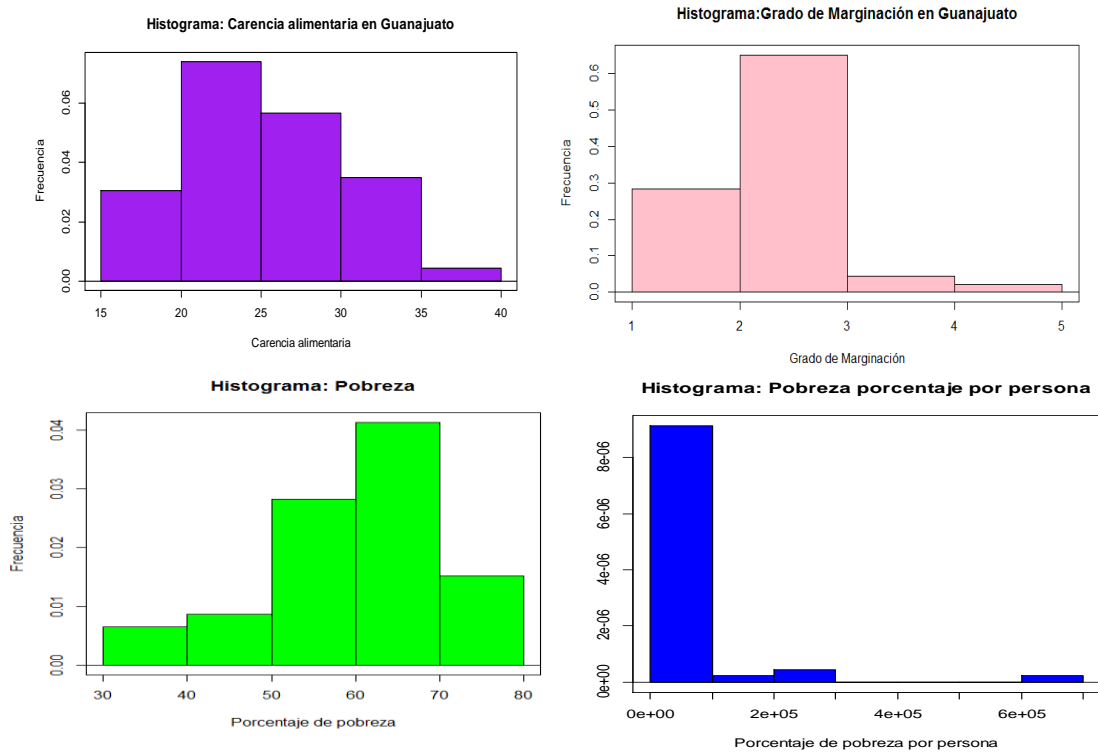 Histograma: Carencia alimentaria en Guanajuato
Frecuencia
0.00
0.02
0.04
0.06
15 20 25 30 35 40
Carencia alimentaria
Histograma:Grado de Marginación en Guanajuato
Frecuencia
0.0
0.1
0.2
0.3
0.4
0.5
0.6
1 2 3 4 5
Grado de Marginación
Histograma: Pobreza
Frecuencia
0.00
0.01
0.02
0.03
0.04
30 40 50 60 70 80
Porcentaje de pobreza
Histograma: Pobreza porcentaje por persona
0e+00
2e-06
4e-06
6e-06
8e-06
0e+00 2e+05 4e+05 6e+05
Porcentaje de pobreza por persona